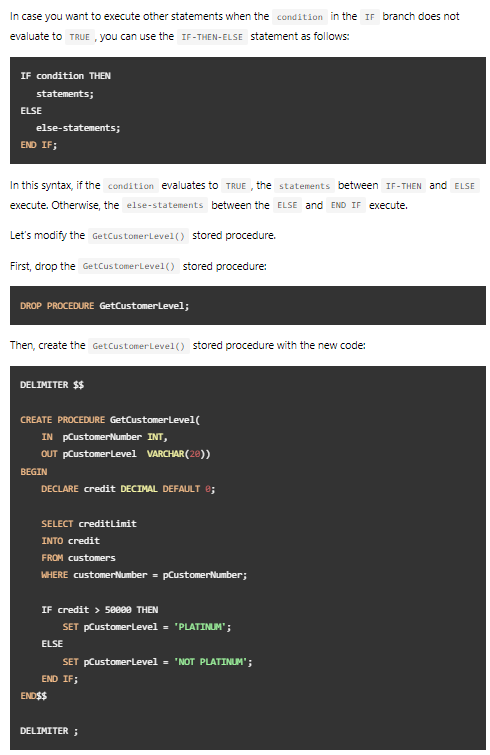 In case you want to execute other statements when the condition in the IF branch does not
evaluate to TRUE , you can use the IF-THEN-ELSE statement as follows:
IF condition THEN
   statements;
ELSE
   else-statements;
END IF;
In this syntax, if the condition evaluates to TRUE , the statements between IF-THEN and ELSE
execute. Otherwise, the else-statements between the ELSE and END IF execute.
Let's modify the GetCustomerLevel() stored procedure.
First, drop the GetCustomerLevel() stored procedure:
DROP PROCEDURE GetCustomerLevel;
Then, create the GetCustomerLevel() stored procedure with the new code:
DELIMITER $$
CREATE PROCEDURE GetCustomerLevel(
    IN  pCustomerNumber INT,
    OUT pCustomerLevel  VARCHAR(20))
BEGIN
    DECLARE credit DECIMAL DEFAULT 0;
    SELECT creditLimit
    INTO credit
    FROM customers
    WHERE customerNumber = pCustomerNumber;
    IF credit > 50000 THEN
        SET pCustomerLevel = 'PLATINUM';
    ELSE
        SET pCustomerLevel = 'NOT PLATINUM';
    END IF;
END$$
DELIMITER ;